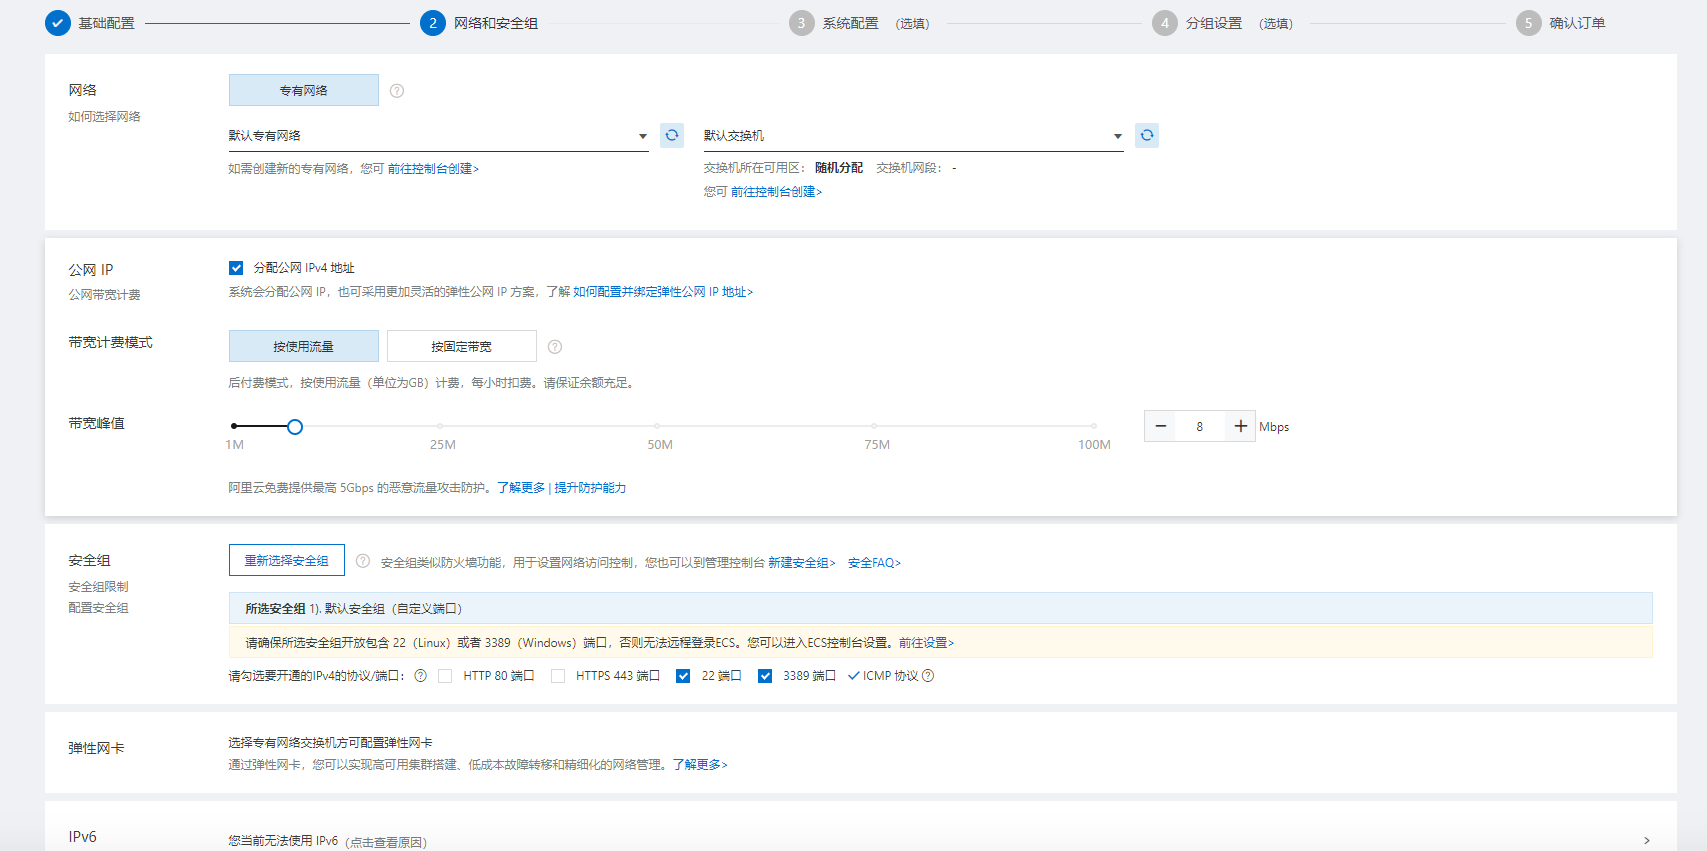 基础配置
2 网络和安全组
3 系统配置 (选填)
4 分组设置 (选填)
5 确认订单
网络
如何选择网络
专有网络 ?
默认专有网络
如需创建新的专有网络，您可 前往控制台创建>
默认交换机
交换机所在可用区： 随机分配 交换机网段： -
您可 前往控制台创建>
公网 IP
公网带宽计费
分配公网 IPv4 地址
系统会分配公网 IP，也可采用更加灵活的弹性公网 IP 方案，了解 如何配置并绑定弹性公网 IP 地址>
带宽计费模式
按使用流量 按固定带宽 ?
后付费模式，按使用流量（单位为GB）计费，每小时扣费。请保证余额充足。
带宽峰值
1M 25M 50M 75M 100M
− 8 + Mbps
阿里云免费提供最高 5Gbps 的恶意流量攻击防护。了解更多 | 提升防护能力
安全组
安全组限制
配置安全组
重新选择安全组 ? 安全组类似防火墙功能，用于设置网络访问控制，您也可以到管理控制台 新建安全组> 安全FAQ>
所选安全组 1). 默认安全组（自定义端口）
请确保所选安全组开放包含 22（Linux）或者 3389（Windows）端口，否则无法远程登录ECS。您可以进入ECS控制台设置。前往设置>
请勾选要开通的IPv4的协议/端口： ? HTTP 80 端口 HTTPS 443 端口 22 端口 3389 端口 ICMP 协议 ?
弹性网卡
选择专有网络交换机方可配置弹性网卡
通过弹性网卡，您可以实现高可用集群搭建、低成本故障转移和精细化的网络管理。了解更多>
IPv6
您当前无法使用 IPv6 (点击查看原因) >